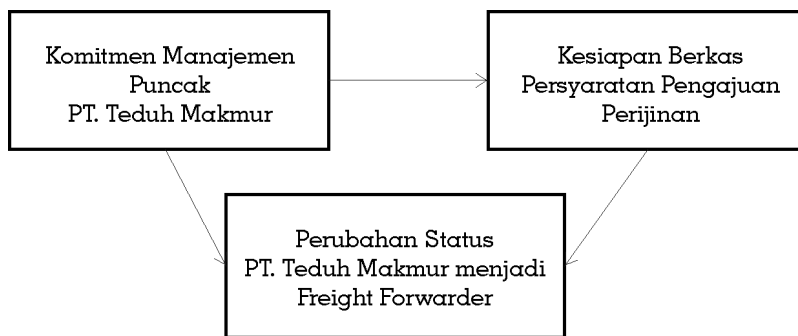 Komitmen Manajemen
Puncak
PT. Teduh Makmur
Kesiapan Berkas
Persyaratan Pengajuan
Perijinan
Perubahan Status
PT. Teduh Makmur menjadi
Freight Forwarder